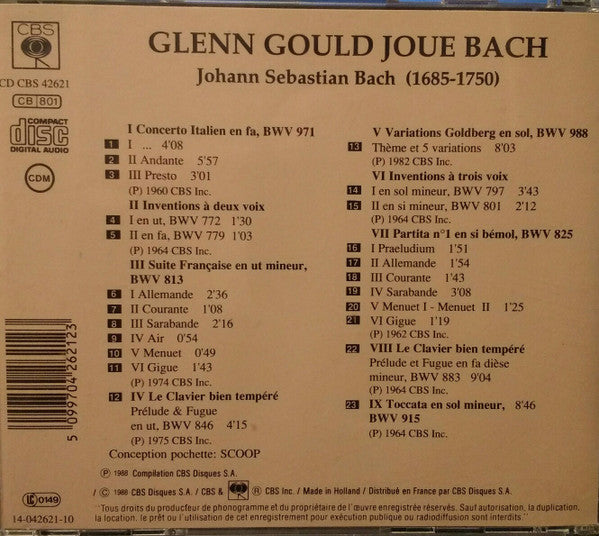 CBS
GLENN GOULD JOUE BACH
Johann Sebastian Bach (1685-1750)
CD CBS 42621
CB 801
COMPACT
disc
DIGITAL AUDIO
CDM
I Concerto Italien en fa, BWV 971
1 I ... 4'08
2 II Andante 5'57
3 III Presto 3'01
(P) 1960 CBS Inc.
II Inventions à deux voix
4 I en ut, BWV 772 1'30
5 II en fa, BWV 779 1'03
(P) 1964 CBS Inc.
III Suite Française en ut mineur,
BWV 813
6 I Allemande 2'36
7 II Courante 1'08
8 III Sarabande 2'16
9 IV Air 0'54
10 V Menuet 0'49
11 VI Gigue 1'43
(P) 1974 CBS Inc.
12 IV Le Clavier bien tempéré
Prélude & Fugue
en ut, BWV 846 4'15
(P) 1975 CBS Inc.
Conception pochette: SCOOP
V Variations Goldberg en sol, BWV 988
13 Thème et 5 variations 8'03
(P) 1982 CBS Inc.
VI Inventions à trois voix
14 I en sol mineur, BWV 797 3'43
15 II en si mineur, BWV 801 2'12
(P) 1964 CBS Inc.
VII Partita n°1 en si bémol, BWV 825
16 I Praeludium 1'51
17 II Allemande 1'54
18 III Courante 1'43
19 IV Sarabande 3'08
20 V Menuet I - Menuet II 1'25
21 VI Gigue 1'19
(P) 1962 CBS Inc.
22 VIII Le Clavier bien tempéré
Prélude et Fugue en fa dièse
mineur, BWV 883 9'04
(P) 1964 CBS Inc.
23 IX Toccata en sol mineur, 8'46
BWV 915
(P) 1964 CBS Inc.
5 099704 262123
Ⓟ 1988 Compilation CBS Disques S.A.
/ © 1988 CBS Disques S.A. / CBS & ® CBS Inc. / Made in Holland / Distribué en France par CBS Disques S.A.
LC 0149
14-042621-10
"Tous droits du producteur de phonogramme et du propriétaire de l'œuvre enregistrée réservés. Sauf autorisation, la duplication,
la location. le prêt ou l'utilisation de cet enregistrement pour exécution publique ou radiodiffusion sont interdits."